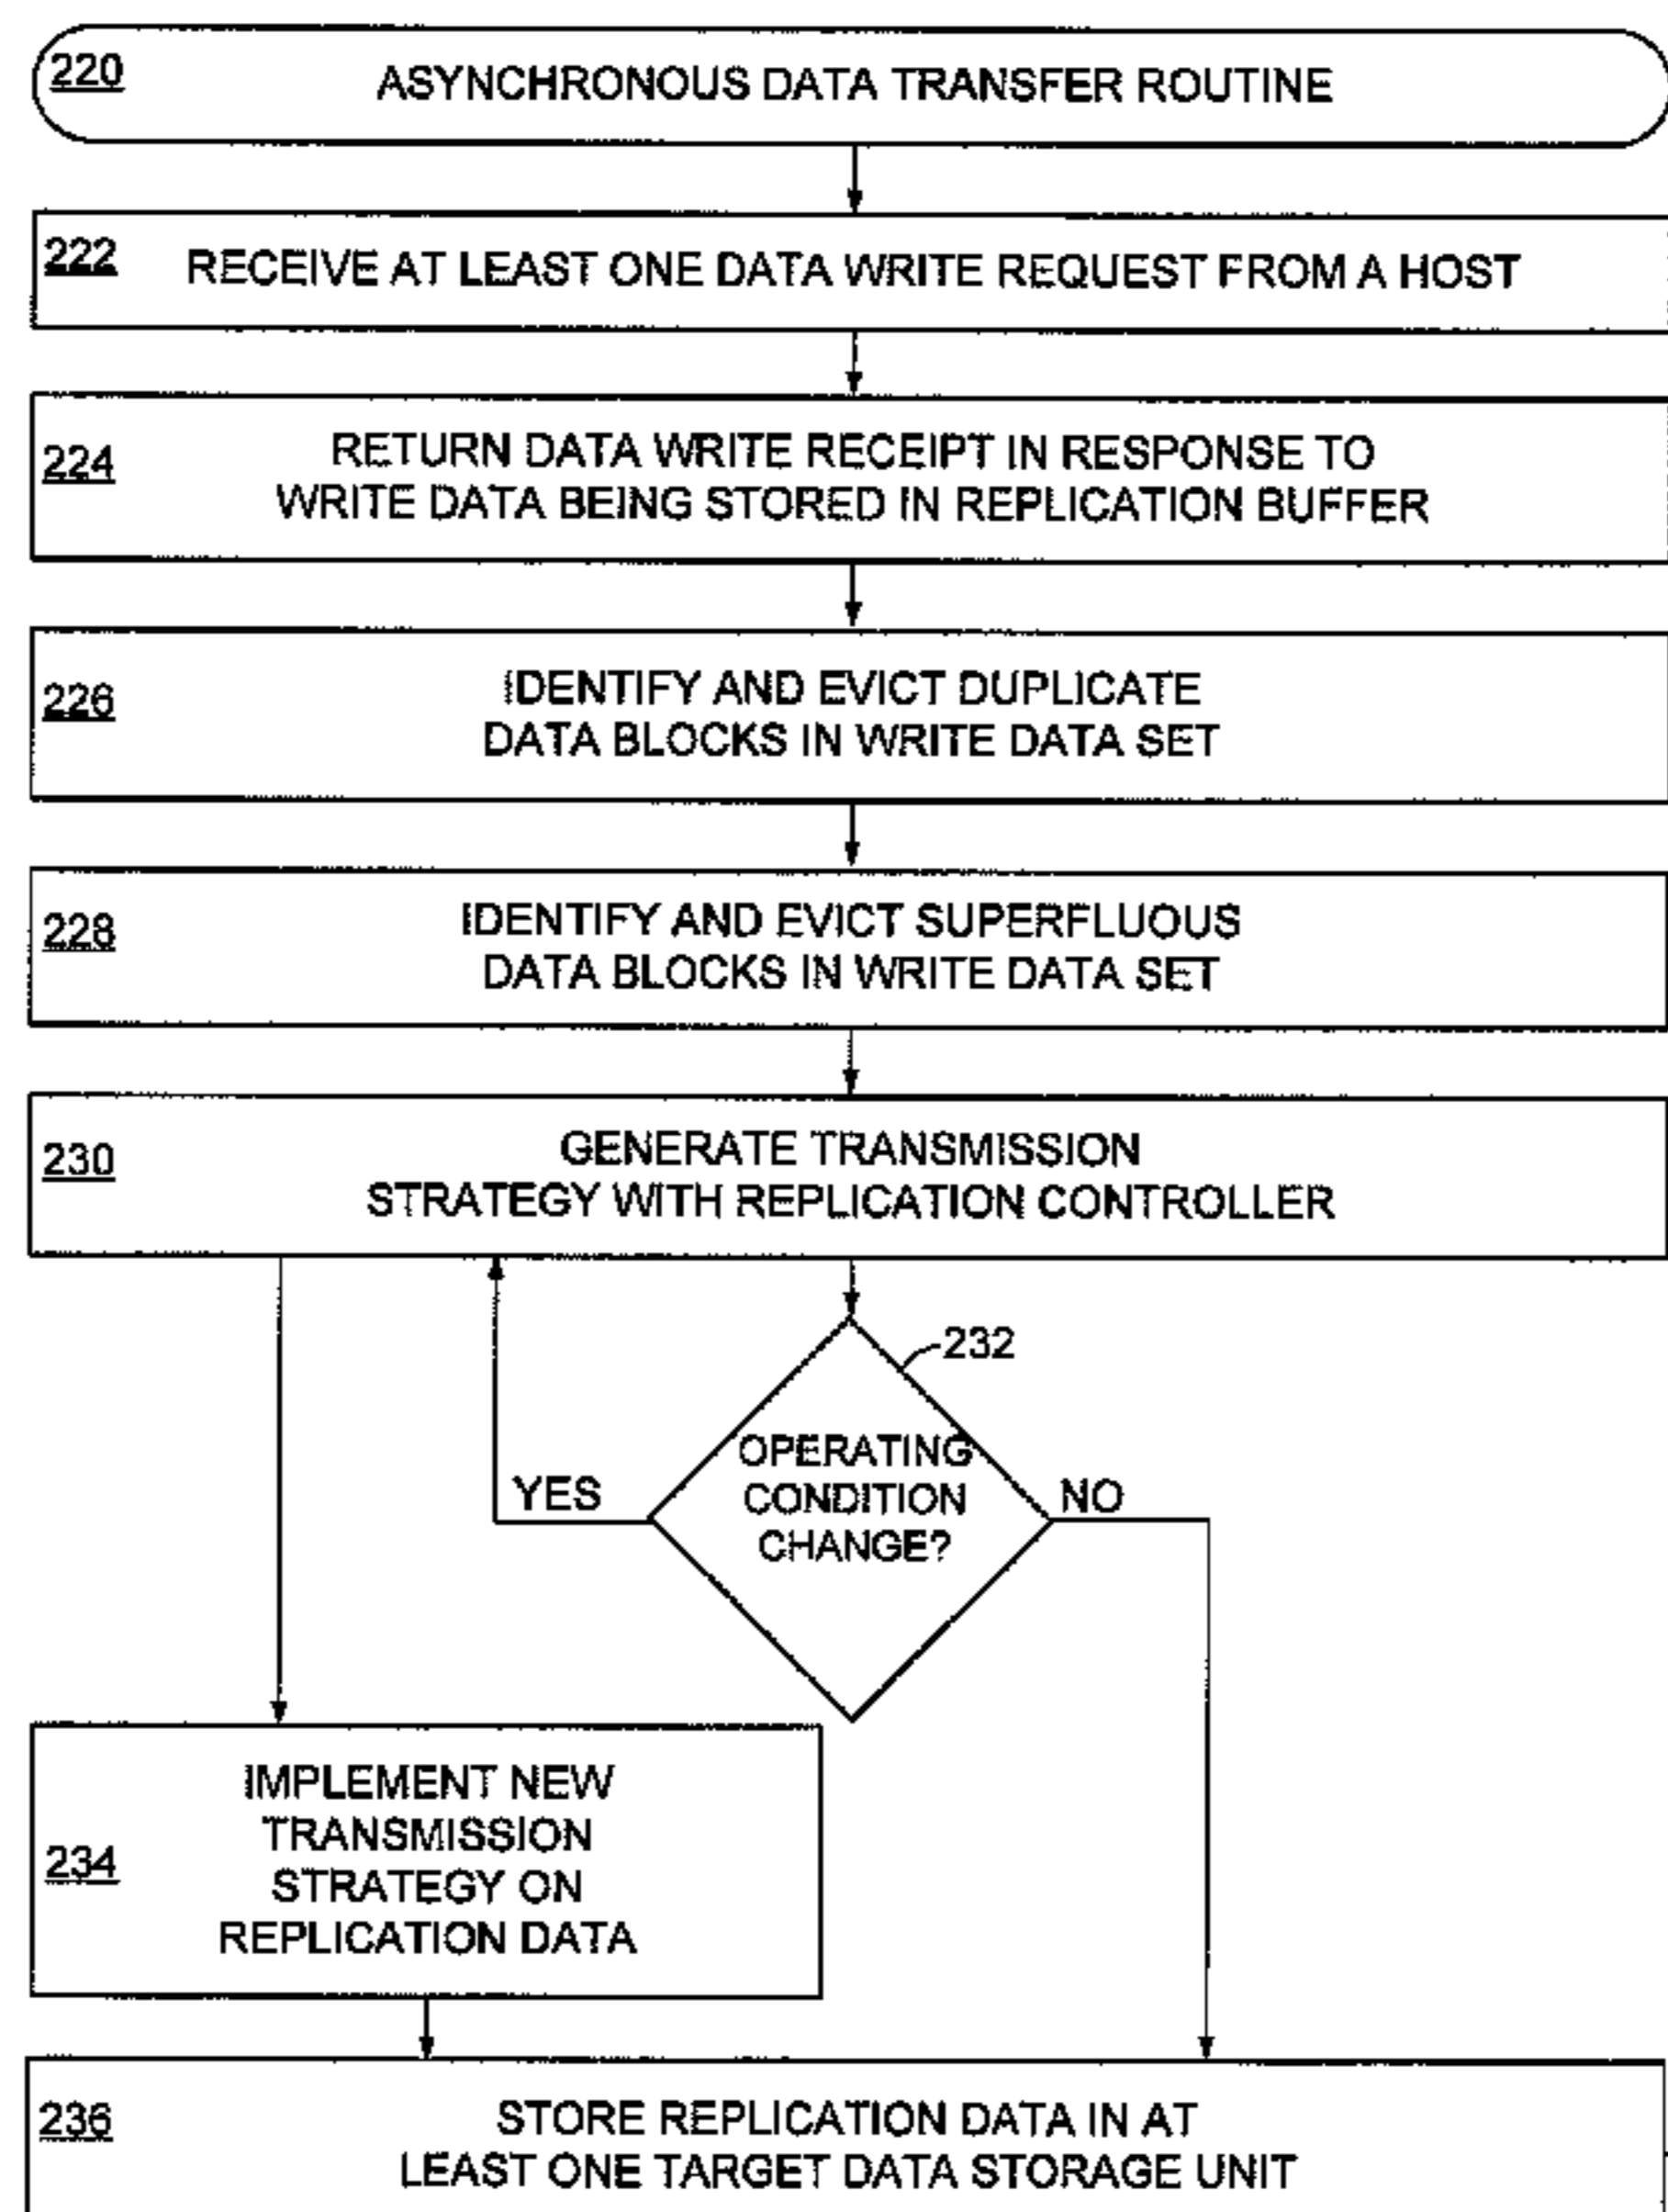 220
ASYNCHRONOUS DATA TRANSFER ROUTINE
222
RECEIVE AT LEAST ONE DATA WRITE REQUEST FROM A HOST
224
RETURN DATA WRITE RECEIPT IN RESPONSE TO
WRITE DATA BEING STORED IN REPLICATION BUFFER
226
IDENTIFY AND EVICT DUPLICATE
DATA BLOCKS IN WRITE DATA SET
228
IDENTIFY AND EVICT SUPERFLUOUS
DATA BLOCKS IN WRITE DATA SET
230
GENERATE TRANSMISSION
STRATEGY WITH REPLICATION CONTROLLER
232
OPERATING
CONDITION
CHANGE?
YES
NO
234
IMPLEMENT NEW
TRANSMISSION
STRATEGY ON
REPLICATION DATA
236
STORE REPLICATION DATA IN AT
LEAST ONE TARGET DATA STORAGE UNIT